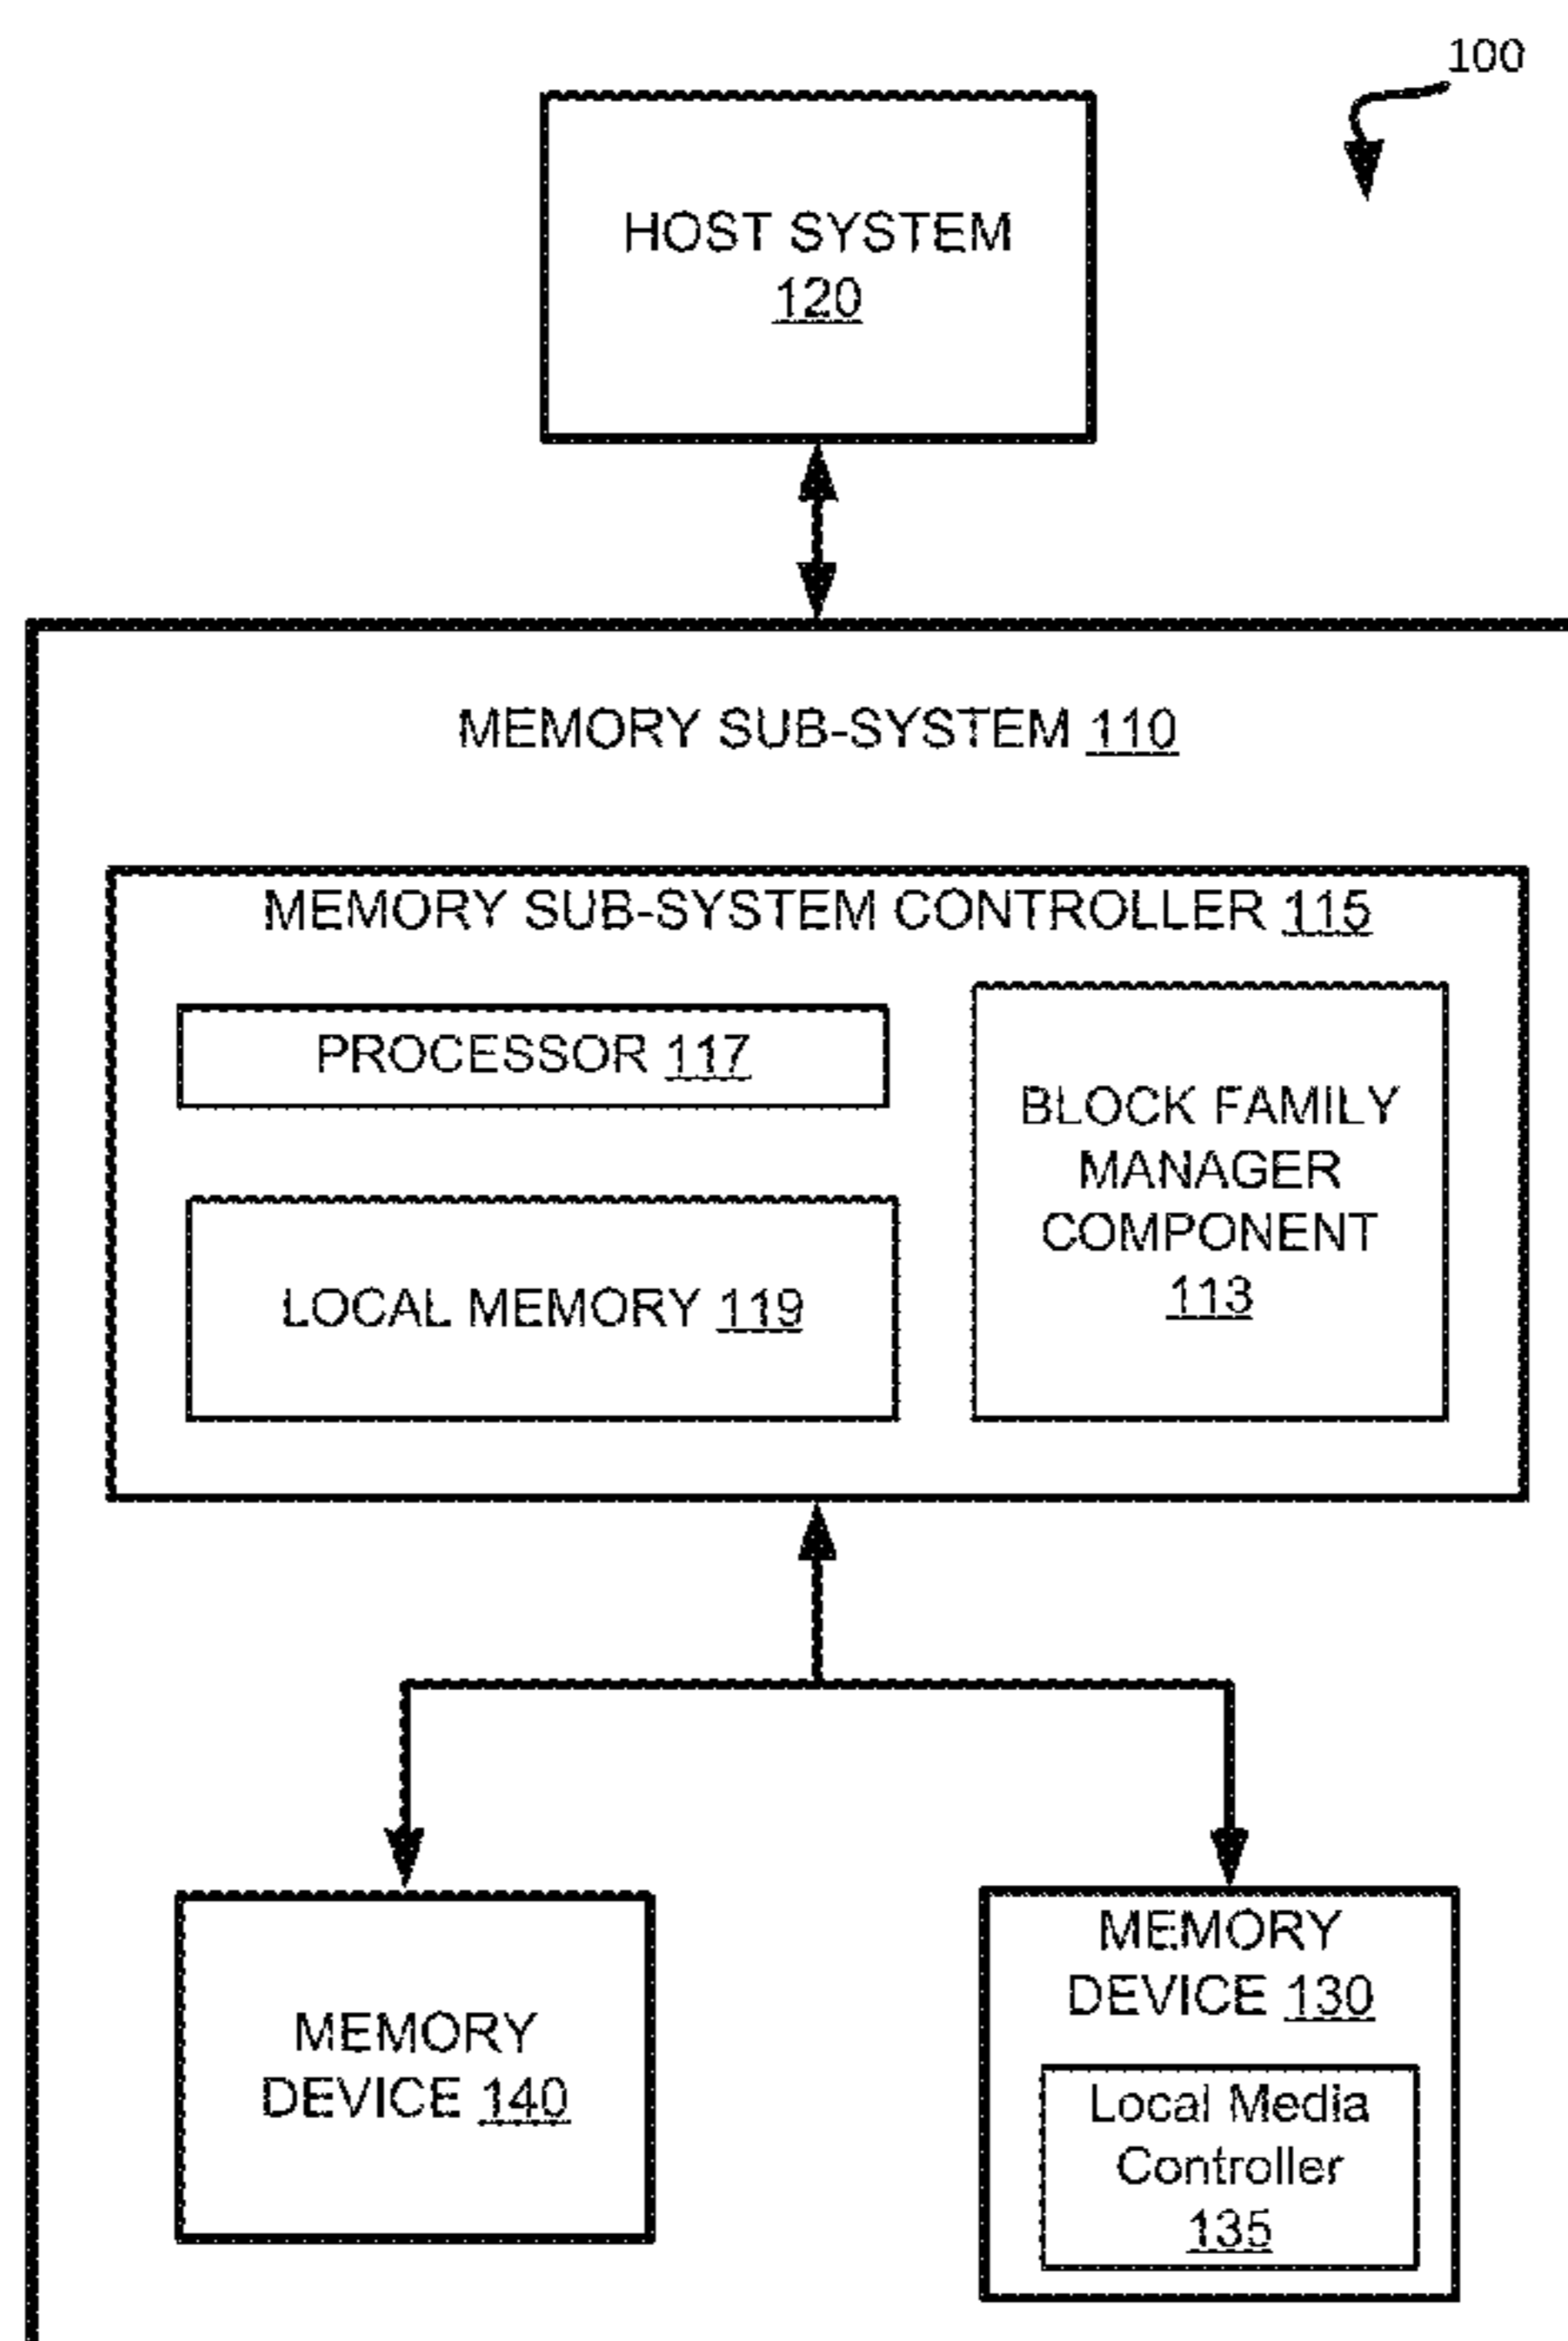 100
HOST SYSTEM
120
MEMORY SUB-SYSTEM 110
MEMORY SUB-SYSTEM CONTROLLER 115
PROCESSOR 117
LOCAL MEMORY 119
BLOCK FAMILY
MANAGER
COMPONENT
113
MEMORY
DEVICE 140
MEMORY
DEVICE 130
Local Media
Controller
135